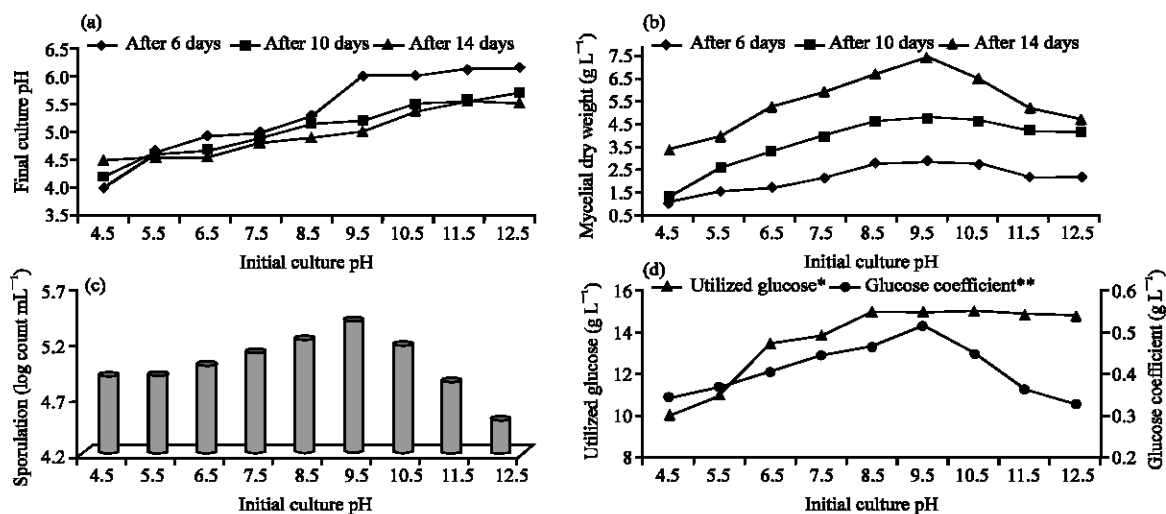 (a)
After 6 days After 10 days After 14 days
Final culture pH
6.5
6.0
5.5
5.0
4.5
4.0
3.5
4.5 5.5 6.5 7.5 8.5 9.5 10.5 11.5 12.5
Initial culture pH
(b)
After 6 days After 10 days After 14 days
Mycelial dry weight (g L⁻¹)
7.5
6.5
5.5
4.5
3.5
2.5
1.5
0.5
4.5 5.5 6.5 7.5 8.5 9.5 10.5 11.5 12.5
Initial culture pH
(c)
Sporulation (log count mL⁻¹)
5.7
5.2
4.7
4.2
4.5 5.5 6.5 7.5 8.5 9.5 10.5 11.5 12.5
Initial culture pH
(d)
Utilized glucose* Glucose coefficient**
Utilized glucose (g L⁻¹)
16
14
12
10
8
Glucose coefficient (g L⁻¹)
0.6
0.5
0.4
0.3
0.2
4.5 5.5 6.5 7.5 8.5 9.5 10.5 11.5 12.5
Initial culture pH